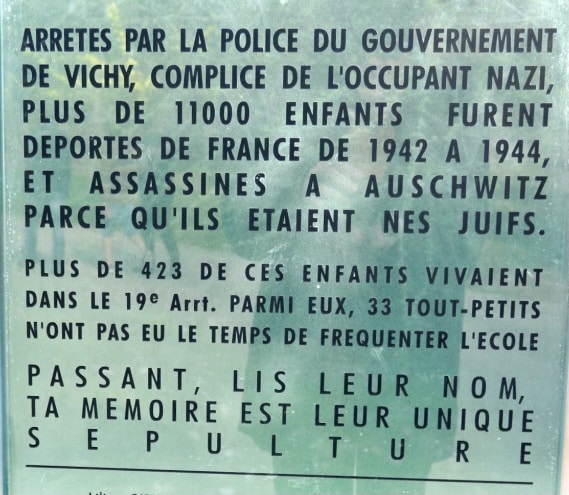 ARRETES PAR LA POLICE DU GOUVERNEMENT
DE VICHY, COMPLICE DE L'OCCUPANT NAZI,
PLUS DE 11000 ENFANTS FURENT
DEPORTES DE FRANCE DE 1942 A 1944,
ET ASSASSINES A AUSCHWITZ
PARCE QU'ILS ETAIENT NES JUIFS.
PLUS DE 423 DE CES ENFANTS VIVAIENT
DANS LE 19e Arrt. PARMI EUX, 33 TOUT-PETITS
N'ONT PAS EU LE TEMPS DE FREQUENTER L'ECOLE
PASSANT, LIS LEUR NOM,
TA MEMOIRE EST LEUR UNIQUE
SEPULTURE